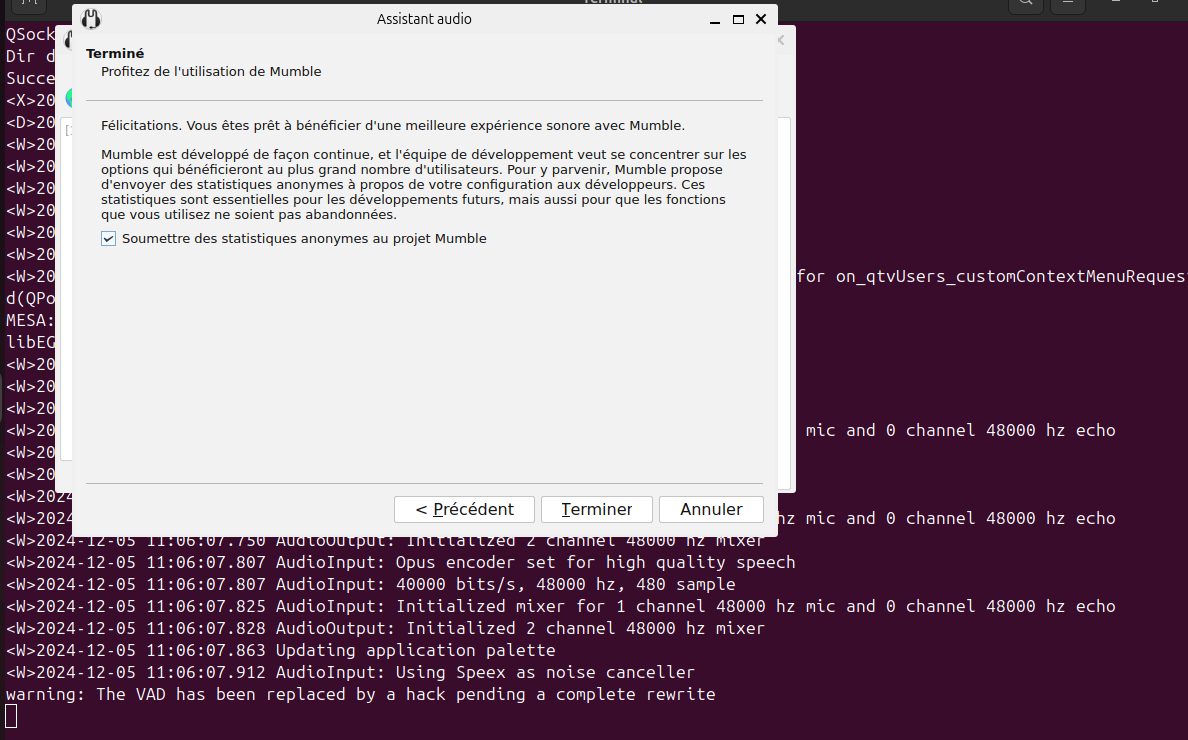 Terminal
Assistant audio
QSock
Terminé
Dir d
Profitez de l'utilisation de Mumble
Succe
<X>20
<D>20
Félicitations. Vous êtes prêt à bénéficier d'une meilleure expérience sonore avec Mumble.
<W>20
Mumble est développé de façon continue, et l'équipe de développement veut se concentrer sur les
<W>20
options qui bénéficieront au plus grand nombre d'utilisateurs. Pour y parvenir, Mumble propose
d'envoyer des statistiques anonymes à propos de votre configuration aux développeurs. Ces
<W>20
statistiques sont essentielles pour les développements futurs, mais aussi pour que les fonctions
<W>20
que vous utilisez ne soient pas abandonnées.
<W>20
Soumettre des statistiques anonymes au projet Mumble
<W>20
<W>20 for on_qtvUsers_customContextMenuReques
d(QPo
MESA:
libEG
<W>20
<W>20
<W>20
<W>20 mic and 0 channel 48000 hz echo
<W>20
<W>20
<W>2024
< Précédent
Terminer
Annuler
<W>2024 hz mic and 0 channel 48000 hz echo
<W>2024-12-05 11:06:07.750 AudioOutput: Initialized 2 channel 48000 hz mixer
<W>2024-12-05 11:06:07.807 AudioInput: Opus encoder set for high quality speech
<W>2024-12-05 11:06:07.807 AudioInput: 40000 bits/s, 48000 hz, 480 sample
<W>2024-12-05 11:06:07.825 AudioInput: Initialized mixer for 1 channel 48000 hz mic and 0 channel 48000 hz echo
<W>2024-12-05 11:06:07.828 AudioOutput: Initialized 2 channel 48000 hz mixer
<W>2024-12-05 11:06:07.863 Updating application palette
<W>2024-12-05 11:06:07.912 AudioInput: Using Speex as noise canceller
warning: The VAD has been replaced by a hack pending a complete rewrite